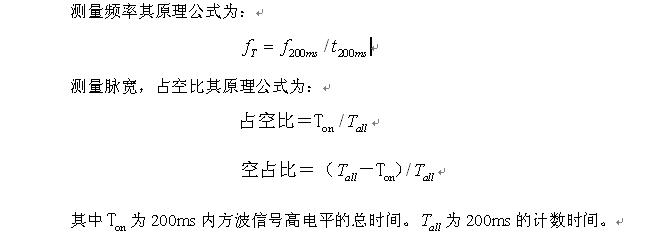 测量频率其原理公式为：
f_T = f_200ms / t_200ms
测量脉宽，占空比其原理公式为：
占空比＝T_on / T_all
空占比＝（T_all－T_on）/ T_all
其中 T_on 为 200ms 内方波信号高电平的总时间。T_all 为 200ms 的计数时间。